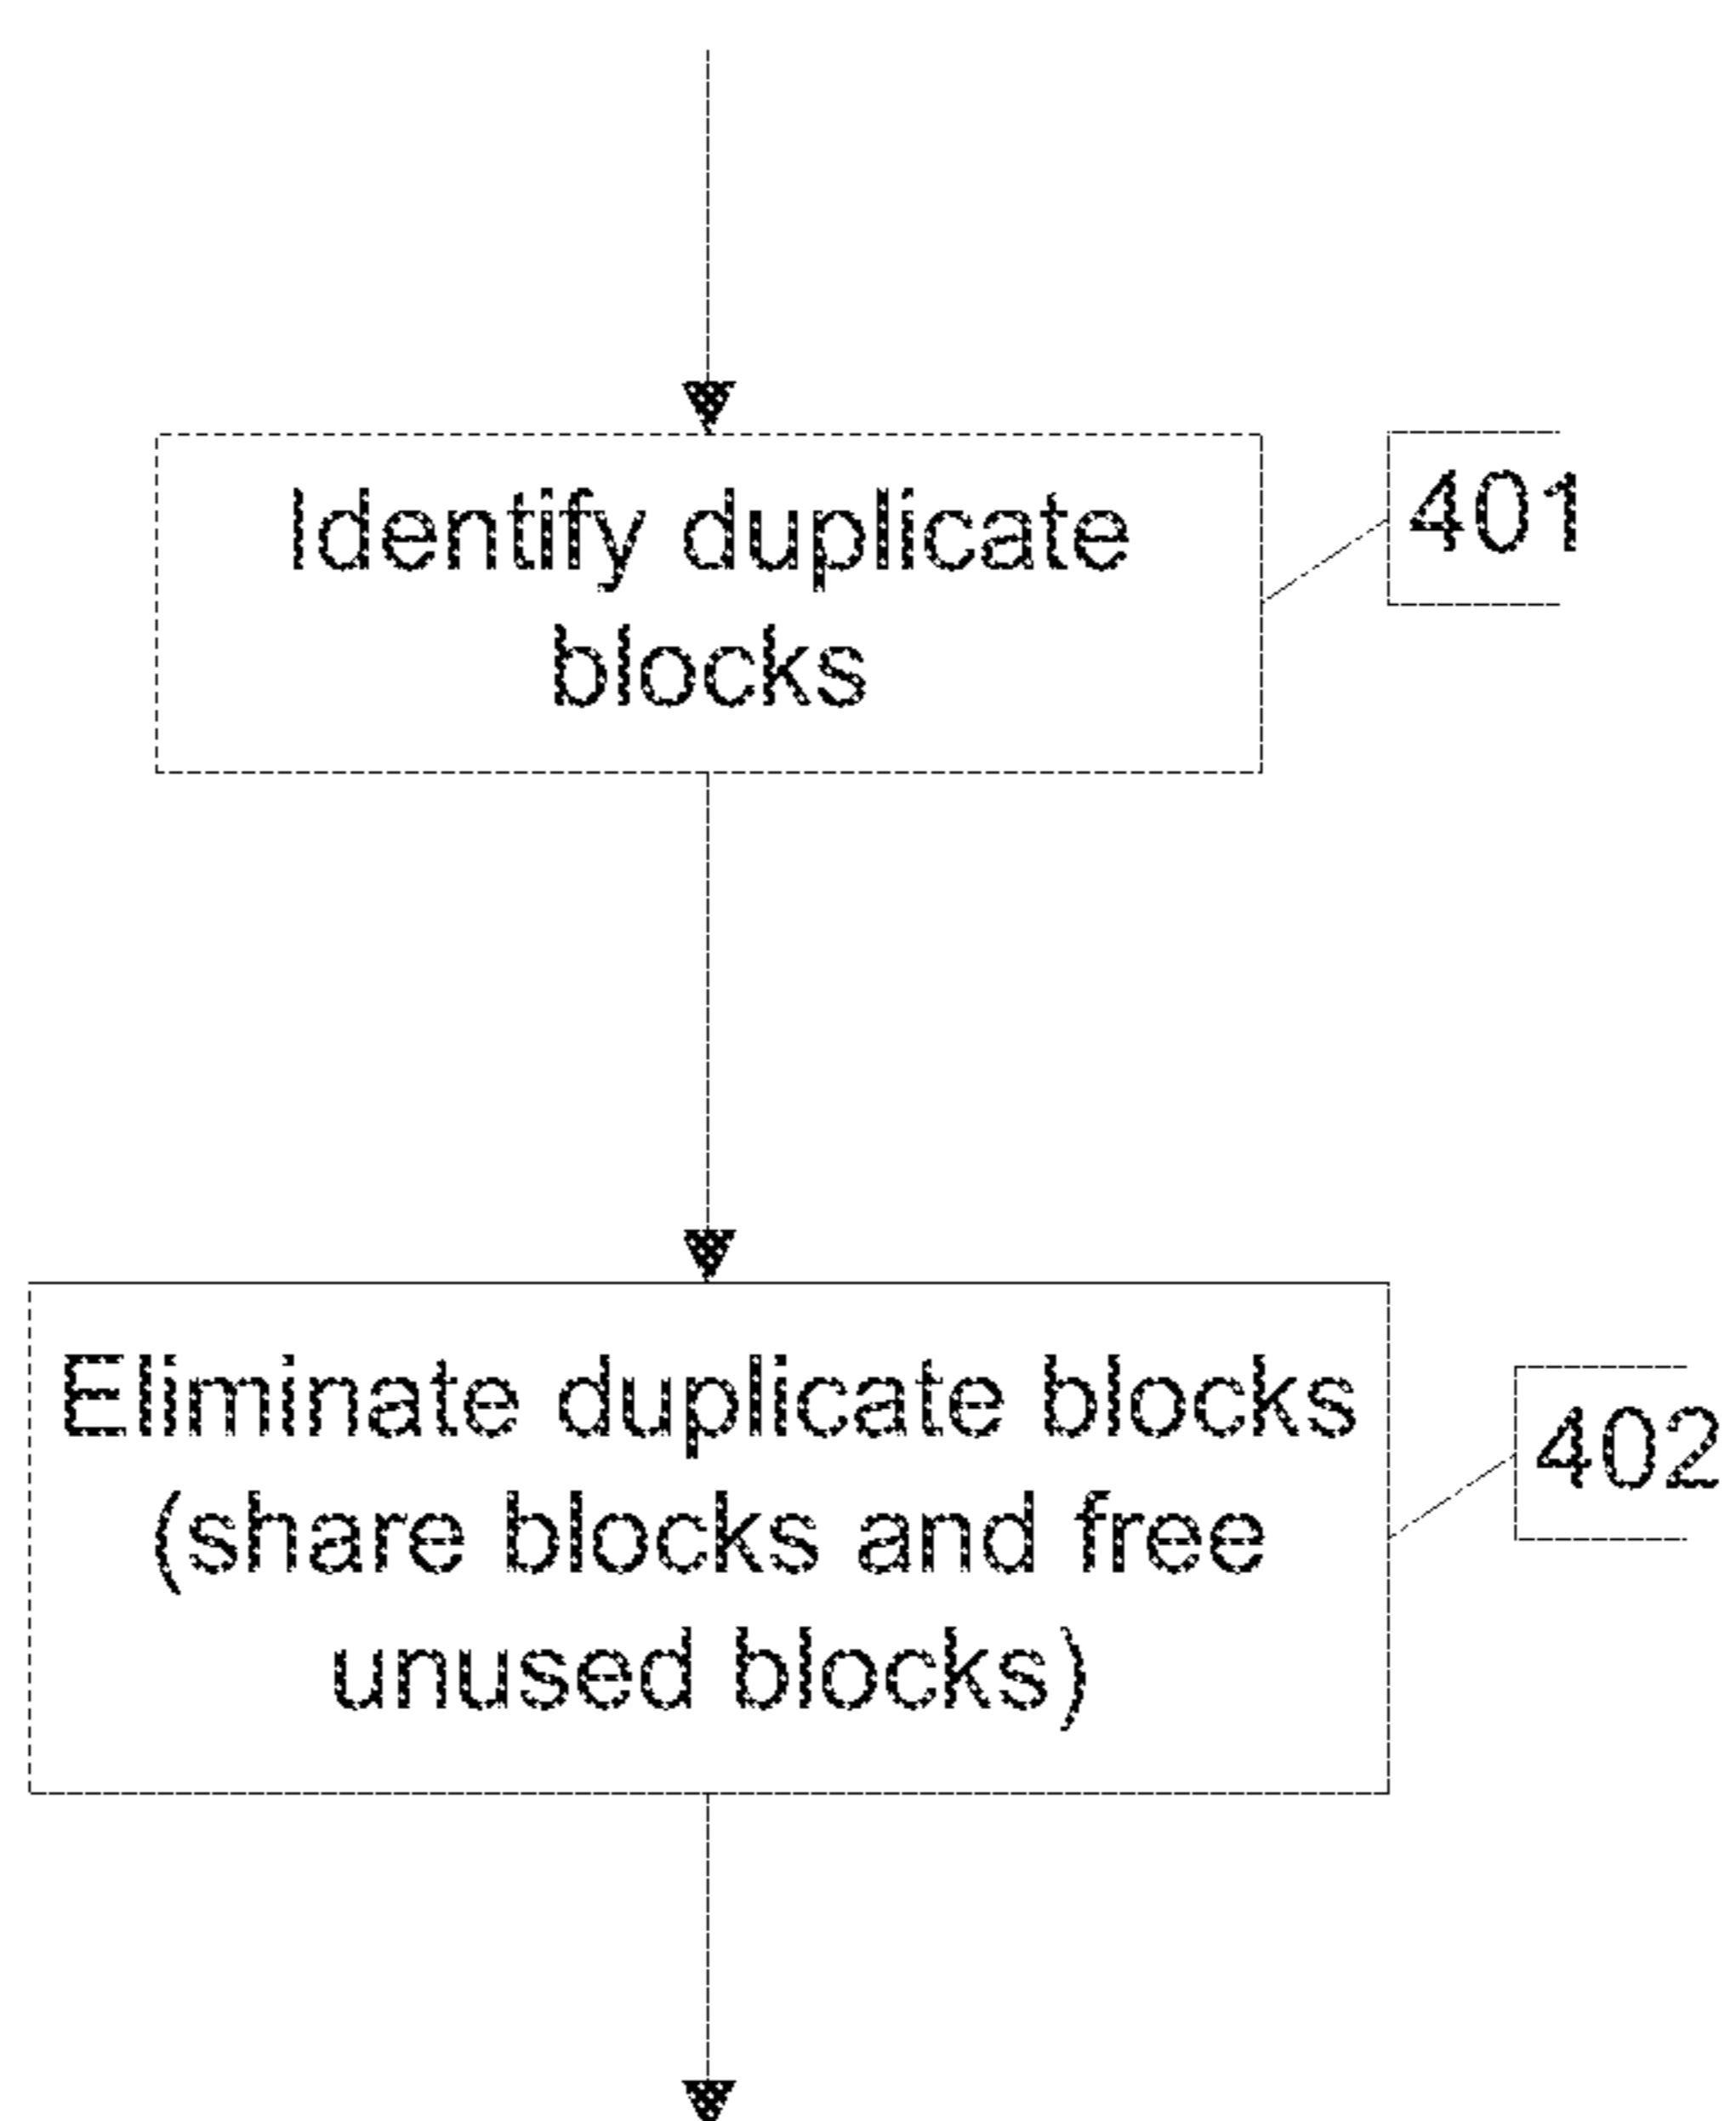 Identify duplicate
blocks
401
Eliminate duplicate blocks
(share blocks and free
unused blocks)
402